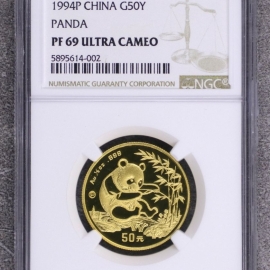 1994P CHINA G50Y
PANDA
PF 69 ULTRA CAMEO
5895614-002
NGC
NUMISMATIC GUARANTY CORPORATION
50元